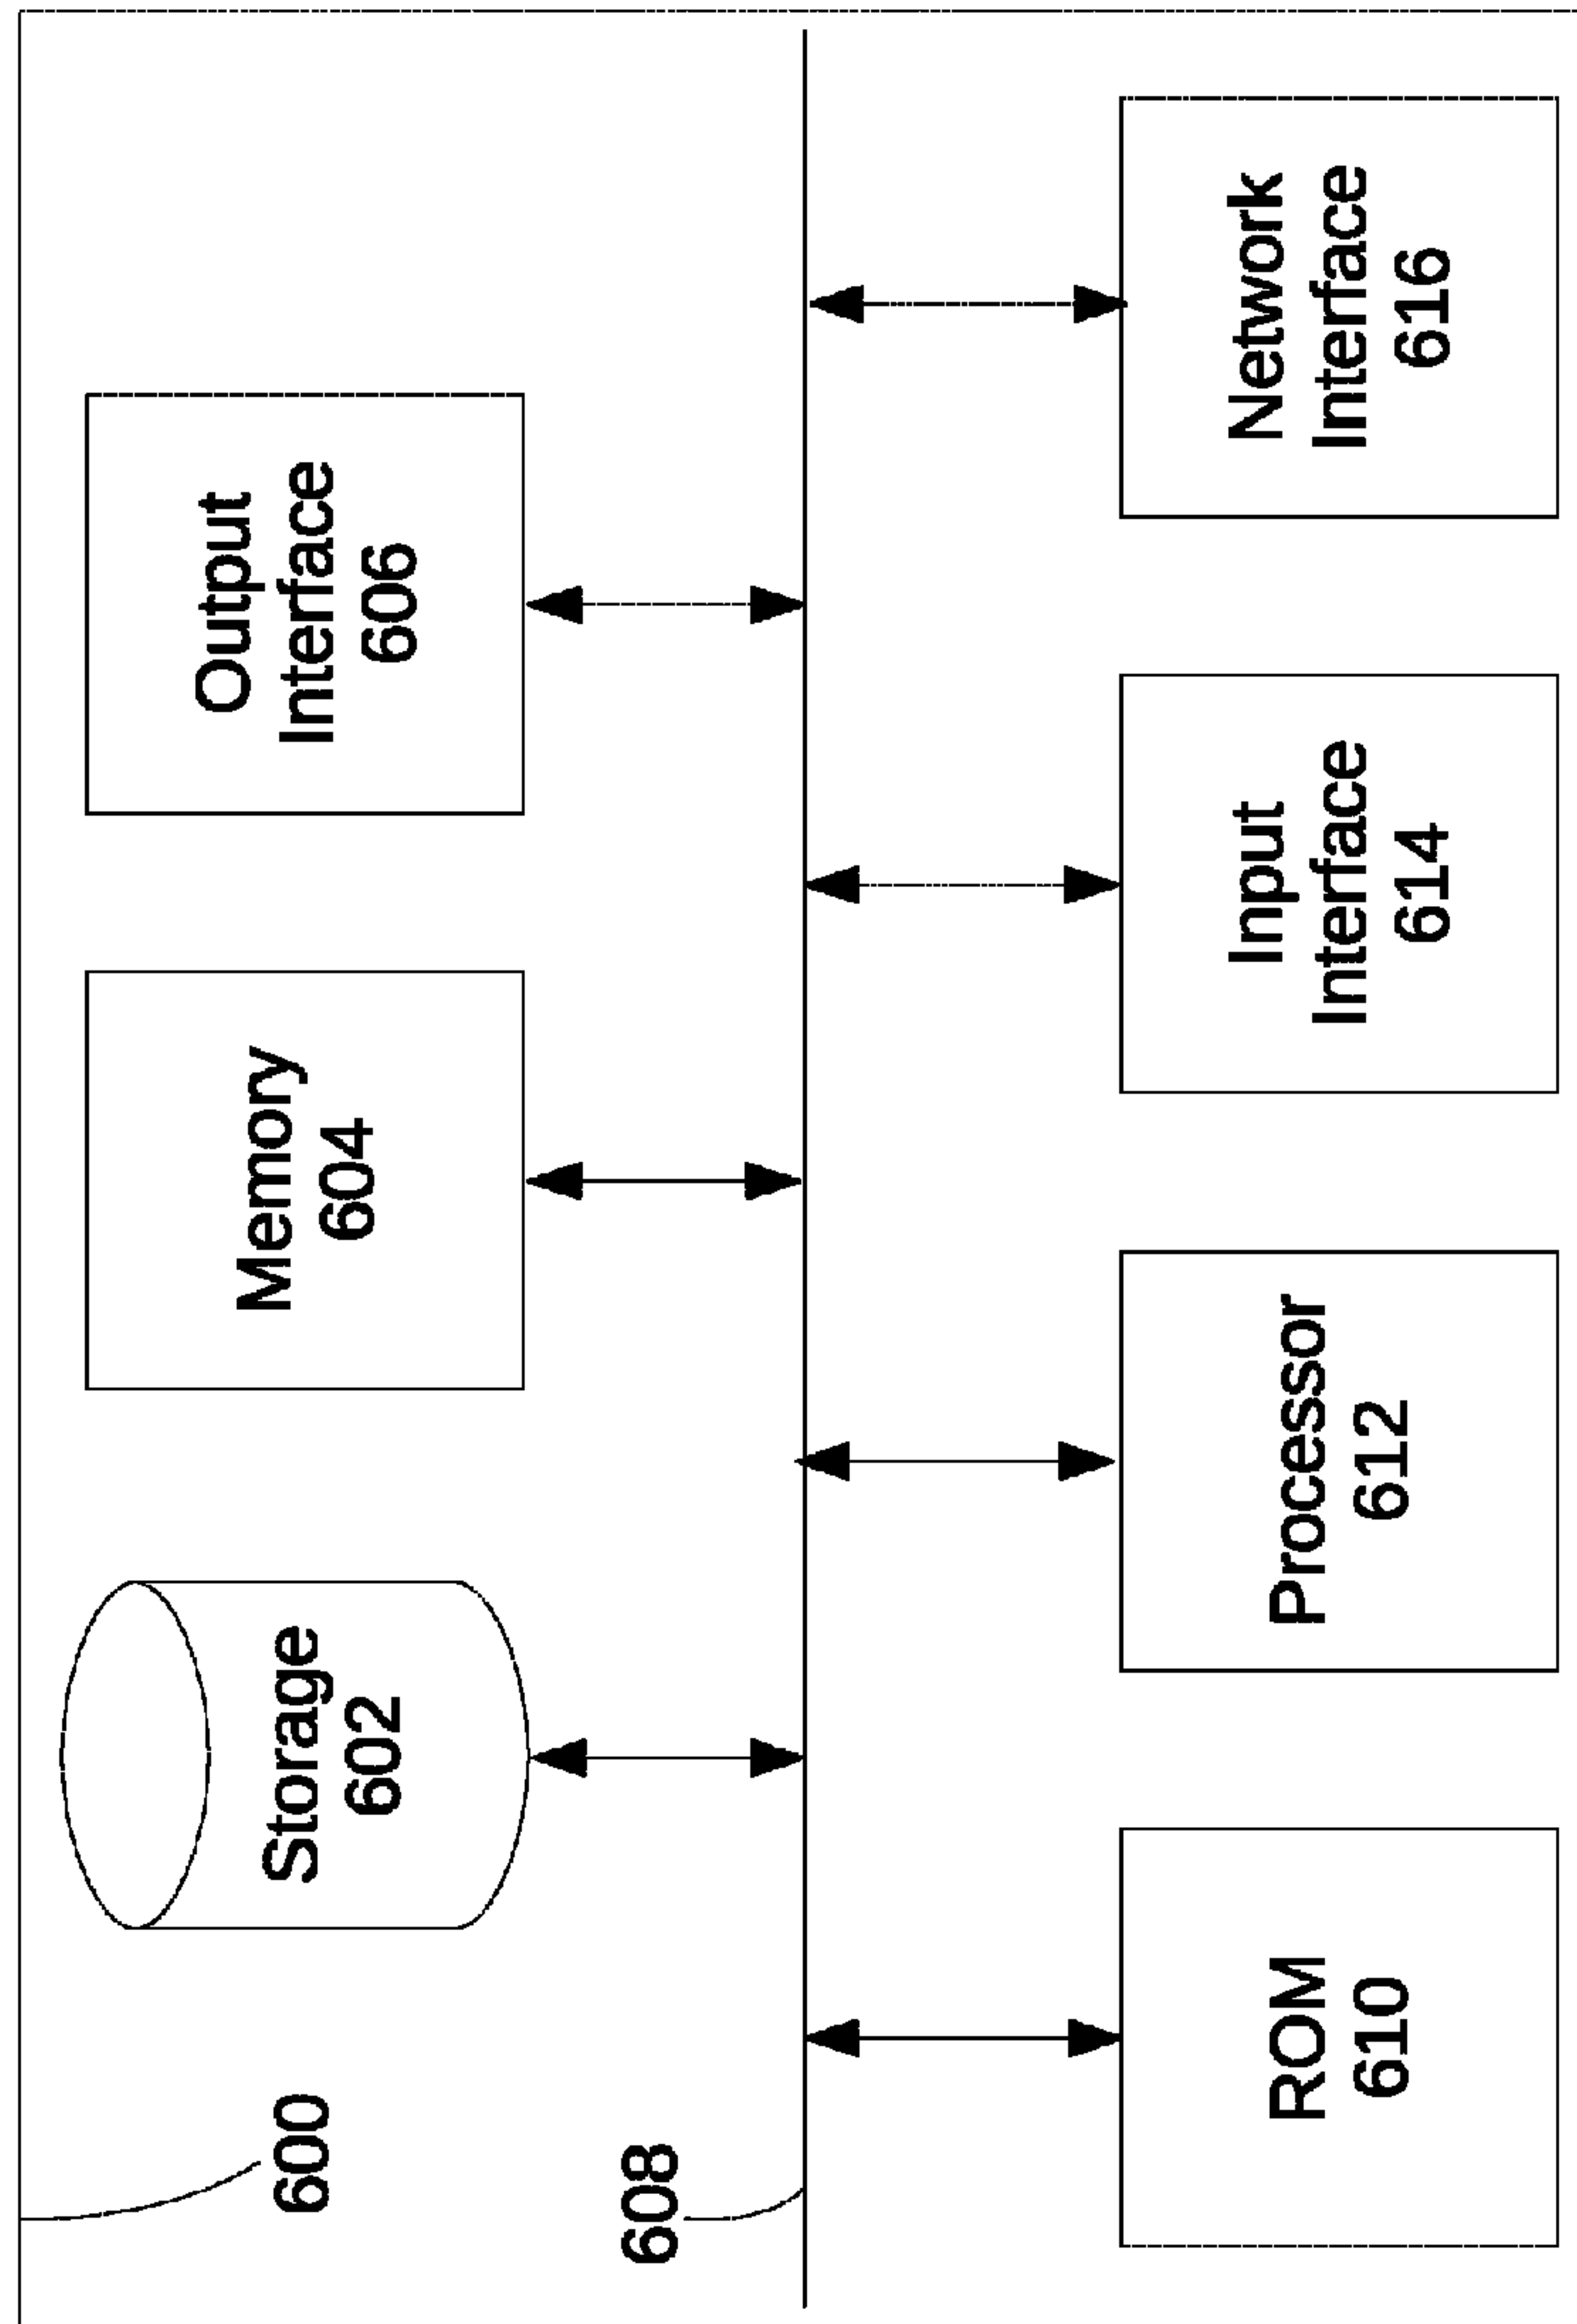 600
Storage
602
Memory
604
Output
Interface
606
608
ROM
610
Processor
612
Input
Interface
614
Network
Interface
616